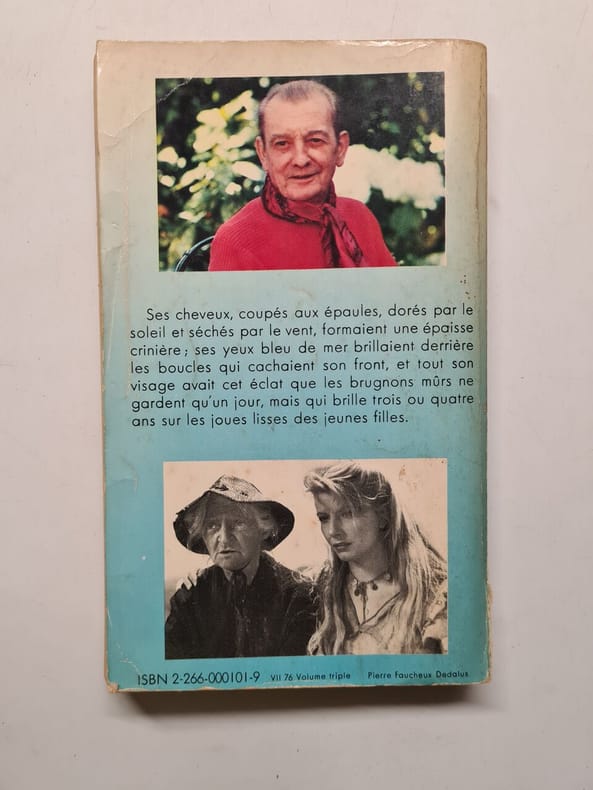 Ses cheveux, coupés aux épaules, dorés par le
soleil et séchés par le vent, formaient une épaisse
crinière ; ses yeux bleu de mer brillaient derrière
les boucles qui cachaient son front, et tout son
visage avait cet éclat que les brugnons mûrs ne
gardent qu'un jour, mais qui brille trois ou quatre
ans sur les joues lisses des jeunes filles.
ISBN 2-266-000101-9 VII 76 Volume triple Pierre Faucheux Dedalus